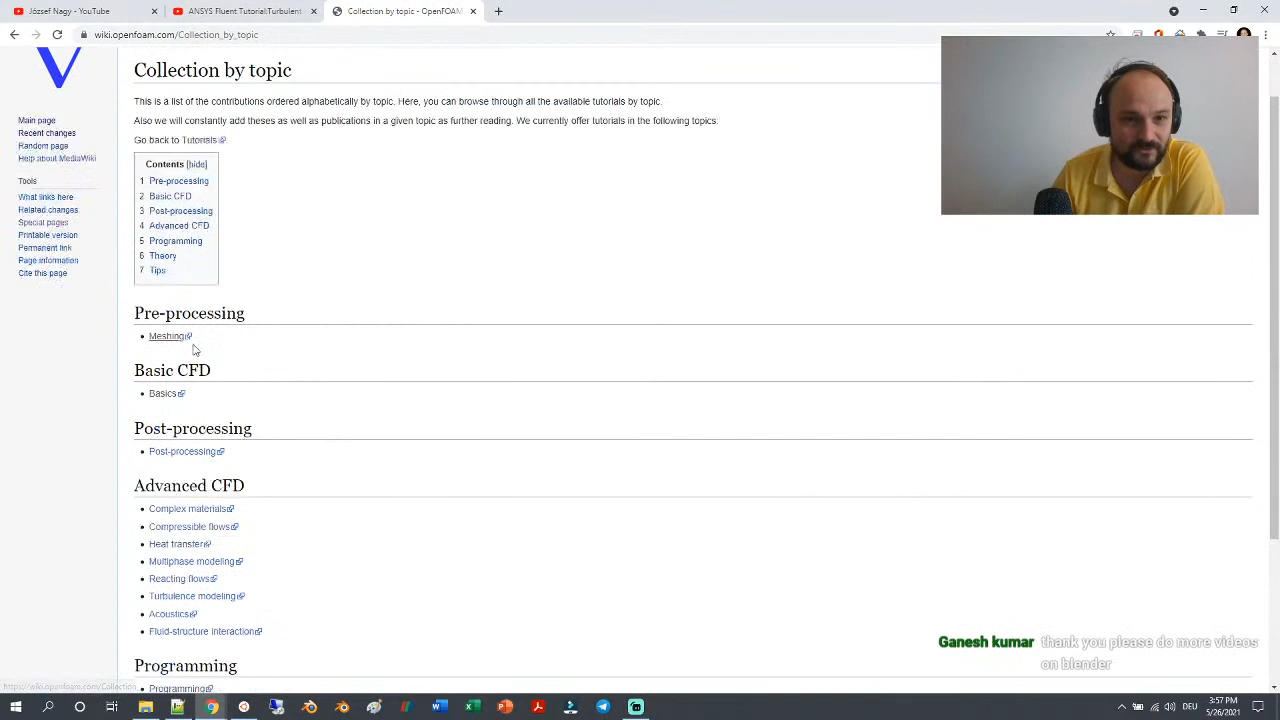 József Nagy - YouTube
ANSYS Fluent TutorialTurbulent
Collection by topic - OpenFOAM
wiki.openfoam.com/Collection_by_topic
Collection by topic
This is a list of the contributions ordered alphabetically by topic. Here, you can browse through all the available tutorials by topic.
Also we will constantly add theses as well as publications in a given topic as further reading. We currently offer tutorials in the following topics:
Go back to Tutorials.
Main page
Recent changes
Random page
Help about MediaWiki
Tools
What links here
Related changes
Special pages
Printable version
Permanent link
Page information
Cite this page
Contents [hide]
1 Pre-processing
2 Basic CFD
3 Post-processing
4 Advanced CFD
5 Programming
6 Theory
7 Tips
Pre-processing
• Meshing
Basic CFD
• Basics
Post-processing
• Post-processing
Advanced CFD
• Complex materials
• Compressible flows
• Heat transfer
• Multiphase modeling
• Reacting flows
• Turbulence modeling
• Acoustics
• Fluid-structure interaction
Programming
• Programming
Ganesh kumar thank you please do more videos
on blender
https://wiki.openfoam.com/Collection
DEU
3:57 PM
5/26/2021